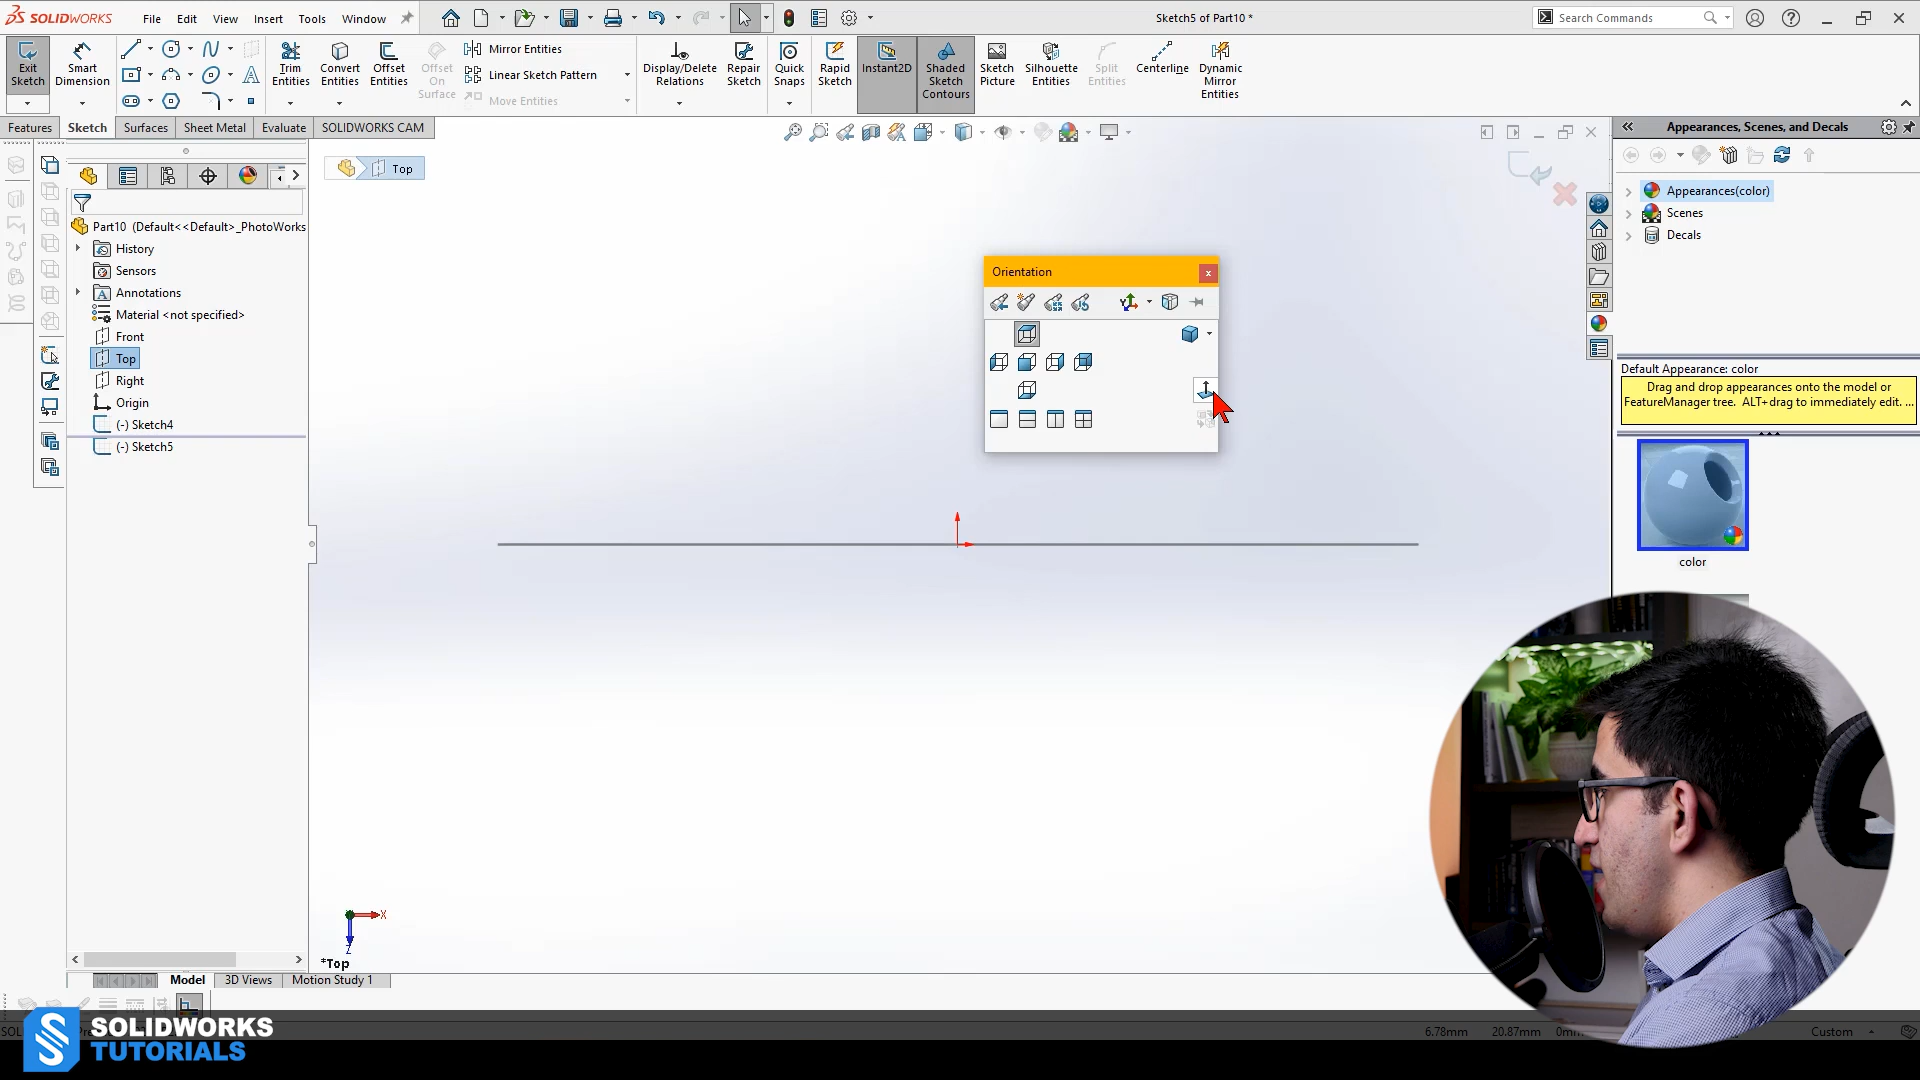 SOLIDWORKS
File Edit View Insert Tools Window
Sketch5 of Part10 *
Search Commands
Exit Sketch
Smart Dimension
Trim Entities
Convert Entities
Offset Entities
Offset On Surface
Mirror Entities
Linear Sketch Pattern
Move Entities
Display/Delete Relations
Repair Sketch
Quick Snaps
Rapid Sketch
Instant2D
Shaded Sketch Contours
Sketch Picture
Silhouette Entities
Split Entities
Centerline
Dynamic Mirror Entities
Features Sketch Surfaces Sheet Metal Evaluate SOLIDWORKS CAM
Appearances, Scenes, and Decals
Top
Part10 (Default<<Default>_PhotoWorks
History
Sensors
Annotations
Material <not specified>
Front
Top
Right
Origin
(-) Sketch4
(-) Sketch5
Orientation
x
Appearances(color)
Scenes
Decals
Default Appearance: color
Drag and drop appearances onto the model or
FeatureManager tree. ALT+drag to immediately edit. ...
color
X
Z
*Top
Model 3D Views Motion Study 1
SOLIDWORKS
TUTORIALS
6.78mm 20.87mm 0mm
Custom